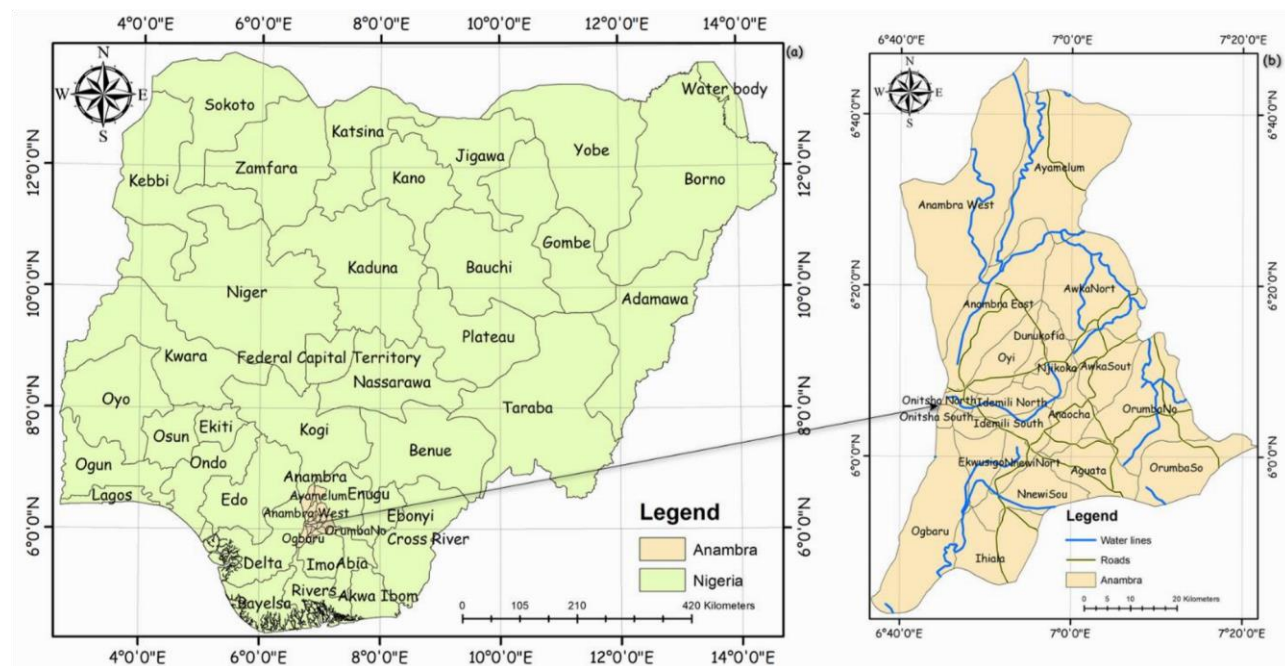 4°0'0"E 6°0'0"E 8°0'0"E 10°0'0"E 12°0'0"E
(a)
N
W E
S
12°0'0"N
10°0'0"N
8°0'0"N
6°0'0"N
Water body
Sokoto
Katsina
Zamfara
Kebbi
Kano
Jigawa
Yobe
Borno
Gombe
Kaduna
Bauchi
Niger
Adamawa
Plateau
Kwara
Federal Capital Territory
Nassarawa
Oyo
Taraba
Osun
Ekiti
Kogi
Benue
Ogun
Ondo
Lagos
Edo
Anambra
Ayamelum
Enugu
Anambra West
Ebonyi
OrumbaNo
Ogbaru
Cross River
Delta
Imo
Abia
Rivers
Akwa Ibom
Bayelsa
Legend
Anambra
Nigeria
0 105 210 420 Kilometers
12°0'0"N
10°0'0"N
8°0'0"N
6°0'0"N
4°0'0"E 6°0'0"E 8°0'0"E 10°0'0"E 12°0'0"E 14°0'0"E
6°40'0"E 7°0'0"E 7°20'0"E
(b)
N
W E
S
6°40'0"N
6°30'0"N
6°20'0"N
6°10'0"N
6°0'0"N
Ayamelum
Anambra West
AwkaNort
Anambra East
Dunukofia
Oyi
Njikoka
AwkaSout
Onitsha North
Idemili North
Onitsha South
Idemili South
Anaocha
OrumbaNo
Ekwusigo
NnewiNort
Aguata
OrumbaSo
NnewiSou
Ogbaru
Ihiala
Legend
Water lines
Roads
Anambra
0 5 10 20 Kilometers
6°40'0"N
6°20'0"N
6°0'0"N
6°40'0"E 7°0'0"E 7°20'0"E